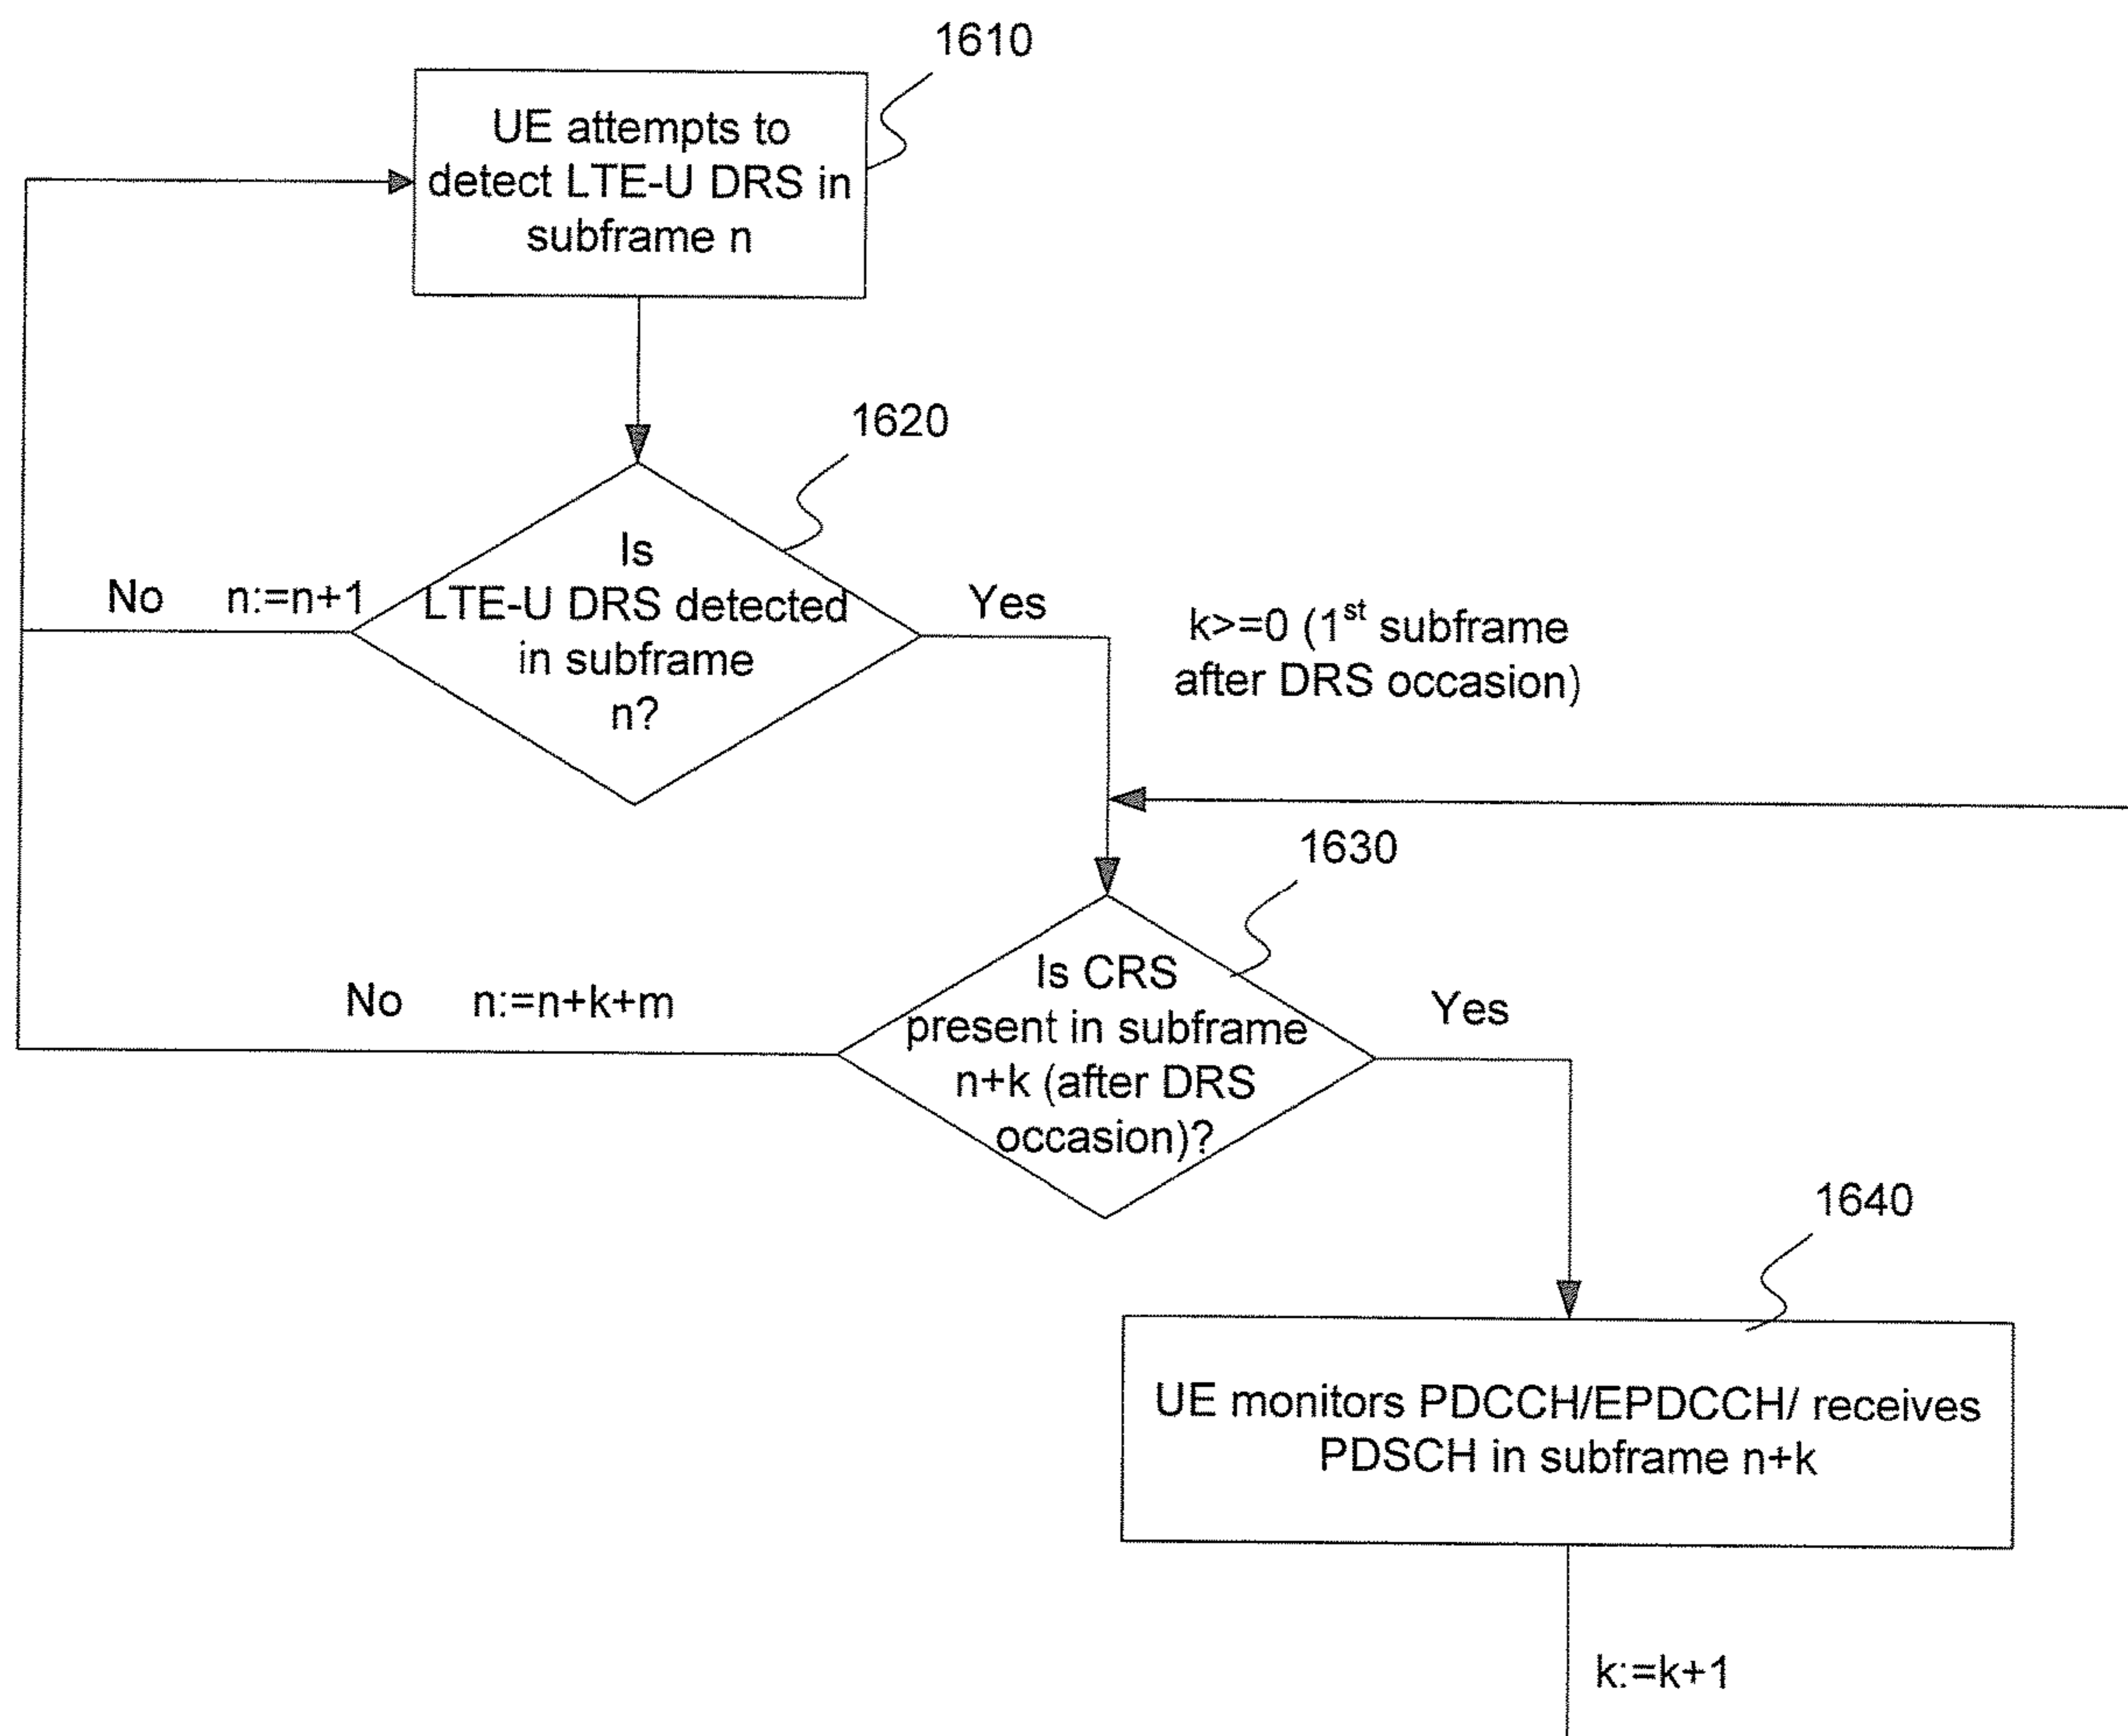 1610
UE attempts to
detect LTE-U DRS in
subframe n
1620
Is
LTE-U DRS detected
in subframe
n?
No n:=n+1
Yes
k>=0 (1st subframe
after DRS occasion)
1630
Is CRS
present in subframe
n+k (after DRS
occasion)?
No n:=n+k+m
Yes
1640
UE monitors PDCCH/EPDCCH/ receives
PDSCH in subframe n+k
k:=k+1